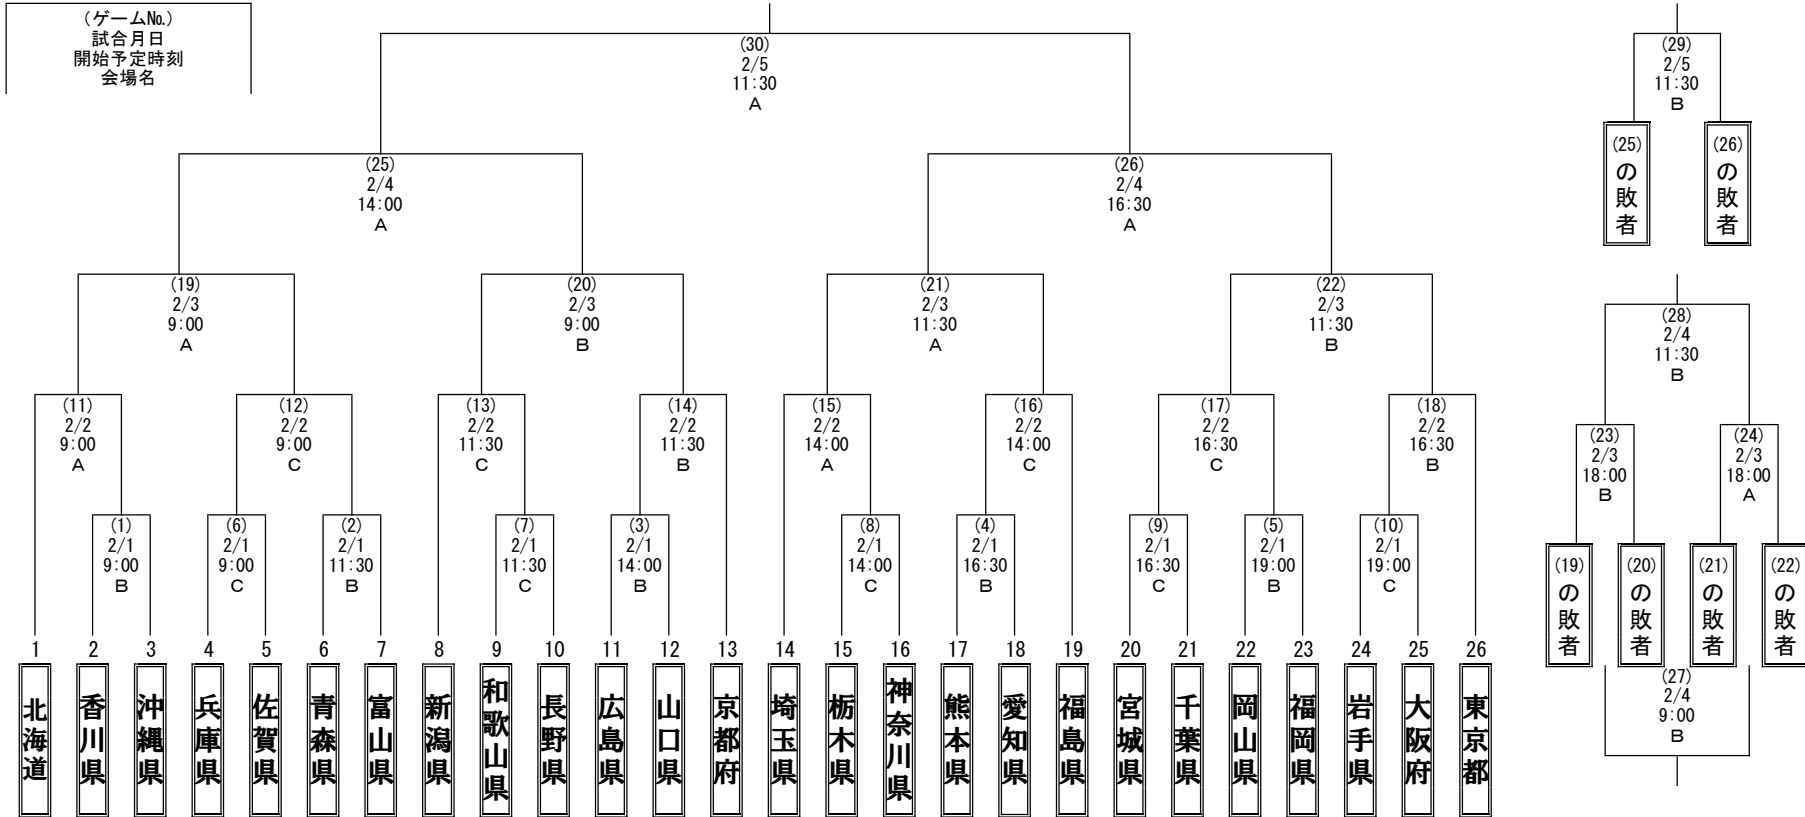 (ゲーム№)
試合月日
開始予定時刻
会場名
(30)
2/5
11:30
A
(29)
2/5
11:30
B
(25)の敗者
(26)の敗者
(25)
2/4
14:00
A
(26)
2/4
16:30
A
(19)
2/3
9:00
A
(20)
2/3
9:00
B
(21)
2/3
11:30
A
(22)
2/3
11:30
B
(28)
2/4
11:30
B
(11)
2/2
9:00
A
(12)
2/2
9:00
C
(13)
2/2
11:30
C
(14)
2/2
11:30
B
(15)
2/2
14:00
A
(16)
2/2
14:00
C
(17)
2/2
16:30
C
(18)
2/2
16:30
B
(23)
2/3
18:00
B
(24)
2/3
18:00
A
(1)
2/1
9:00
B
(6)
2/1
9:00
C
(2)
2/1
11:30
B
(7)
2/1
11:30
C
(3)
2/1
14:00
B
(8)
2/1
14:00
C
(4)
2/1
16:30
B
(9)
2/1
16:30
C
(5)
2/1
19:00
B
(10)
2/1
19:00
C
(19)の敗者
(20)の敗者
(21)の敗者
(22)の敗者
(27)
2/4
9:00
B
1
北海道
2
香川県
3
沖縄県
4
兵庫県
5
佐賀県
6
青森県
7
富山県
8
新潟県
9
和歌山県
10
長野県
11
広島県
12
山口県
13
京都府
14
埼玉県
15
栃木県
16
神奈川県
17
熊本県
18
愛知県
19
福島県
20
宮城県
21
千葉県
22
岡山県
23
福岡県
24
岩手県
25
大阪府
26
東京都